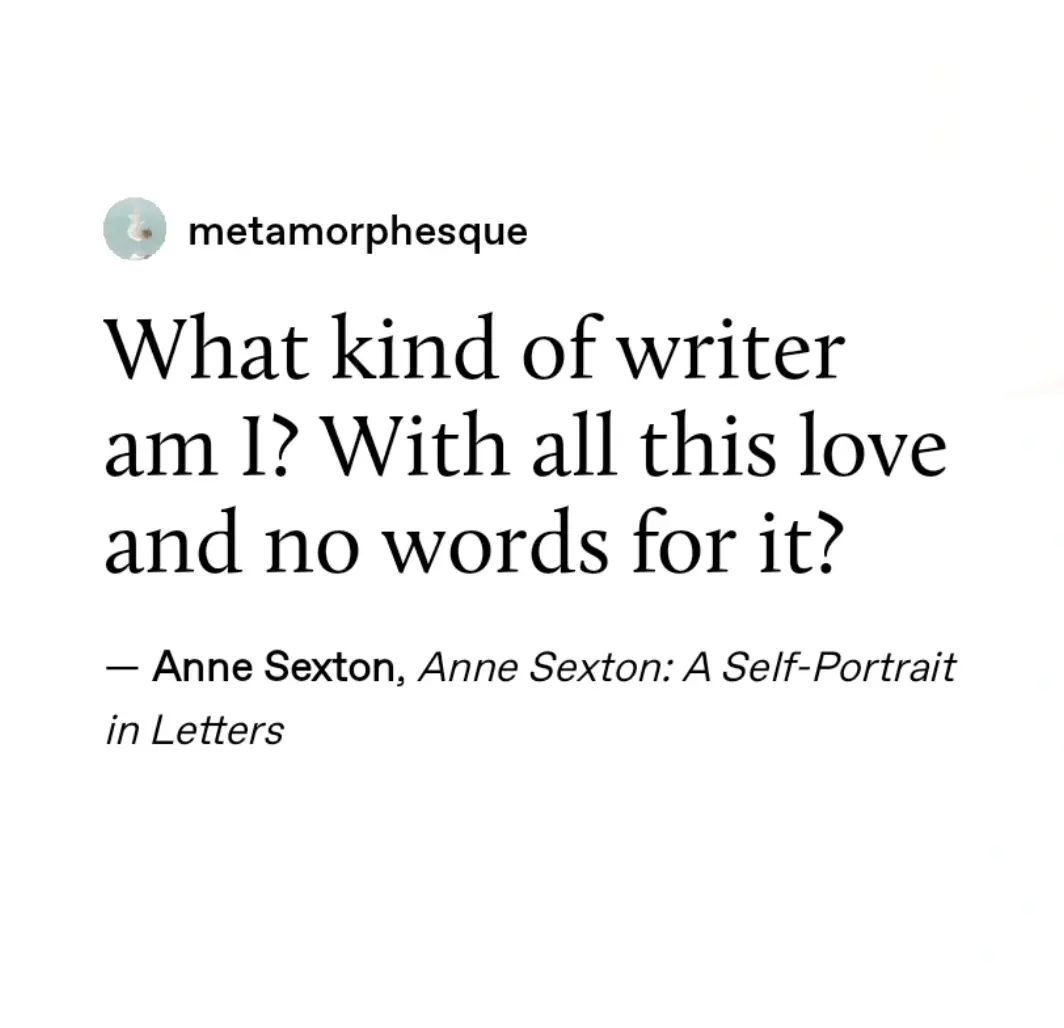 metamorphesque
What kind of writer
am I? With all this love
and no words for it?
— Anne Sexton, Anne Sexton: A Self-Portrait
in Letters